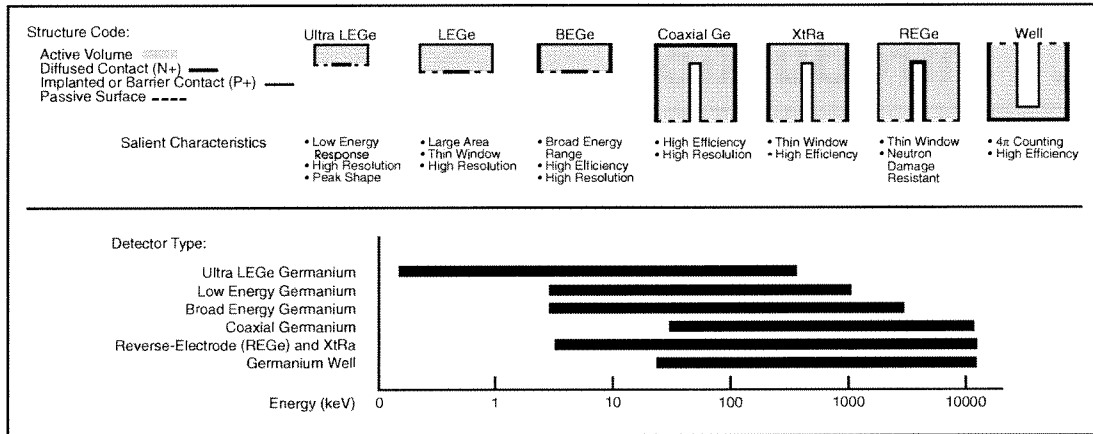 Structure Code:
Active Volume
Diffused Contact (N+)
Implanted or Barrier Contact (P+)
Passive Surface
Ultra LEGe
LEGe
BEGe
Coaxial Ge
XtRa
REGe
Well
Salient Characteristics
• Low Energy
Response
• High Resolution
• Peak Shape
• Large Area
• Thin Window
• High Resolution
• Broad Energy
Range
• High Efficiency
• High Resolution
• High Efficiency
• High Resolution
• Thin Window
• High Efficiency
• Thin Window
• Neutron
Damage
Resistant
• 4π Counting
• High Efficiency
Detector Type:
Ultra LEGe Germanium
Low Energy Germanium
Broad Energy Germanium
Coaxial Germanium
Reverse-Electrode (REGe) and XtRa
Germanium Well
Energy (keV) 0 1 10 100 1000 10000